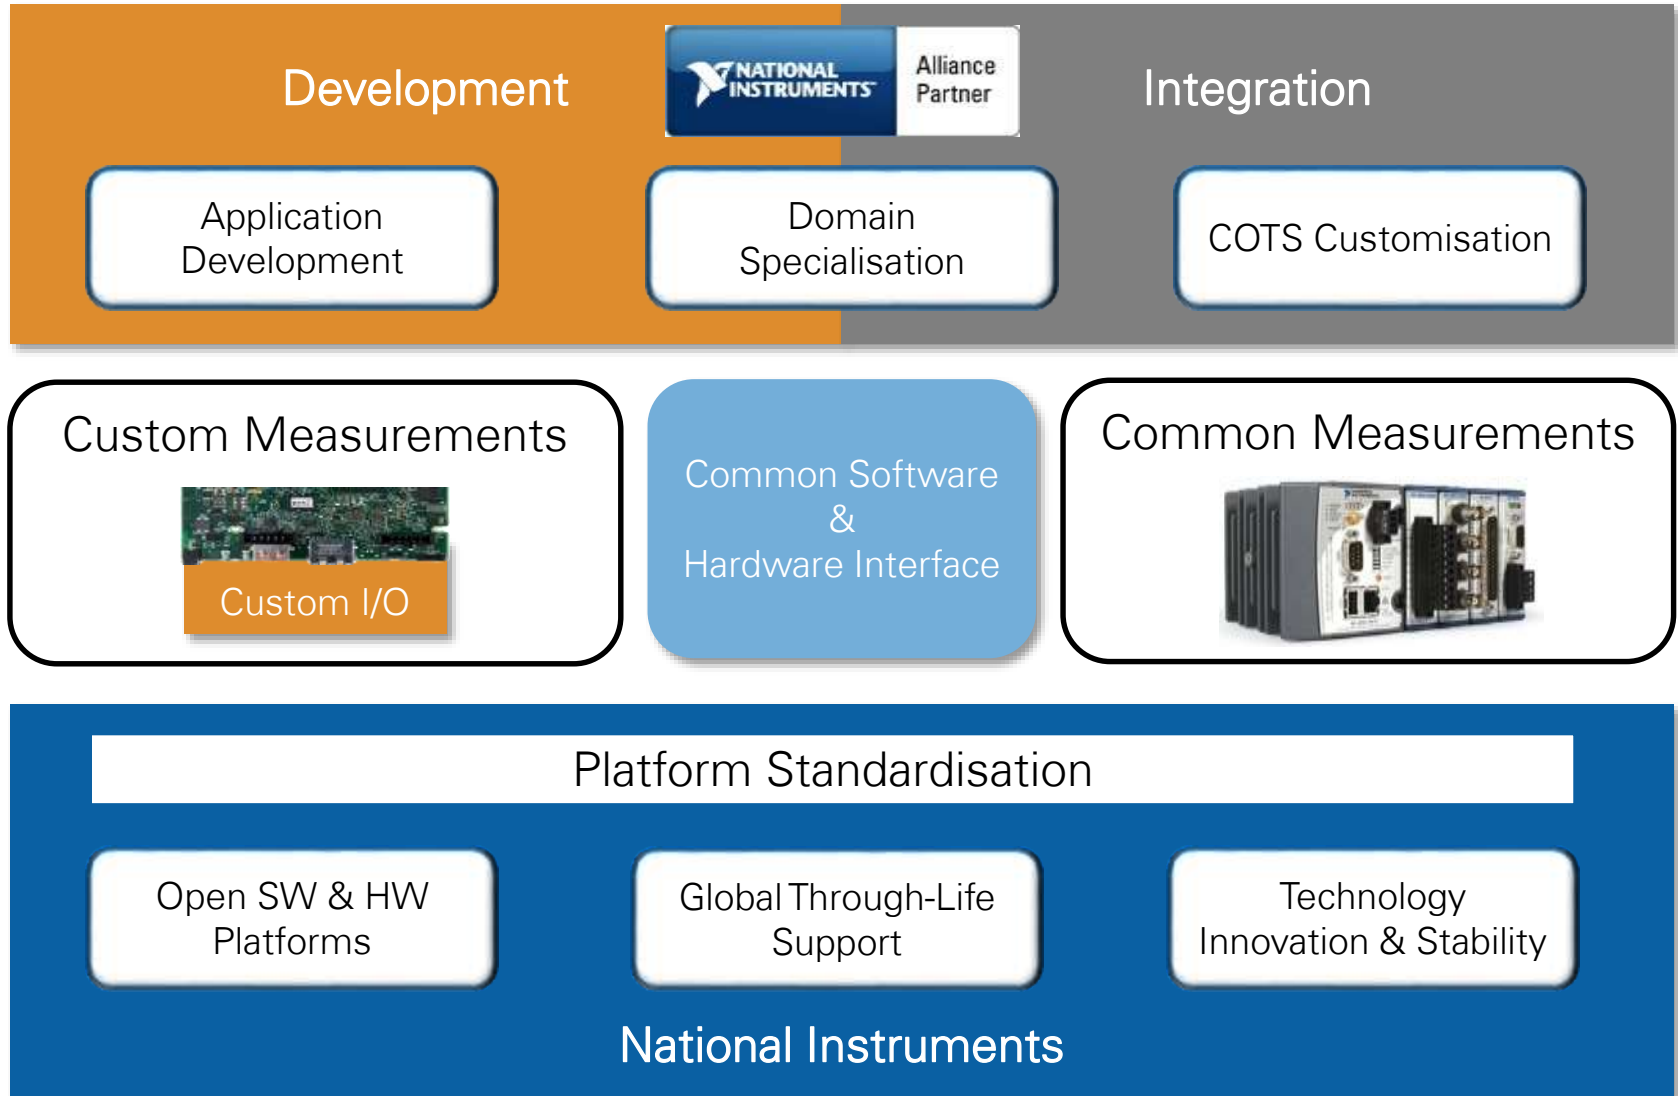 Development
NATIONAL
INSTRUMENTS
Alliance
Partner
Integration
Application
Development
Domain
Specialisation
COTS Customisation
Custom Measurements
Custom I/O
Common Software
&
Hardware Interface
Common Measurements
Platform Standardisation
Open SW & HW
Platforms
Global Through-Life
Support
Technology
Innovation & Stability
National Instruments